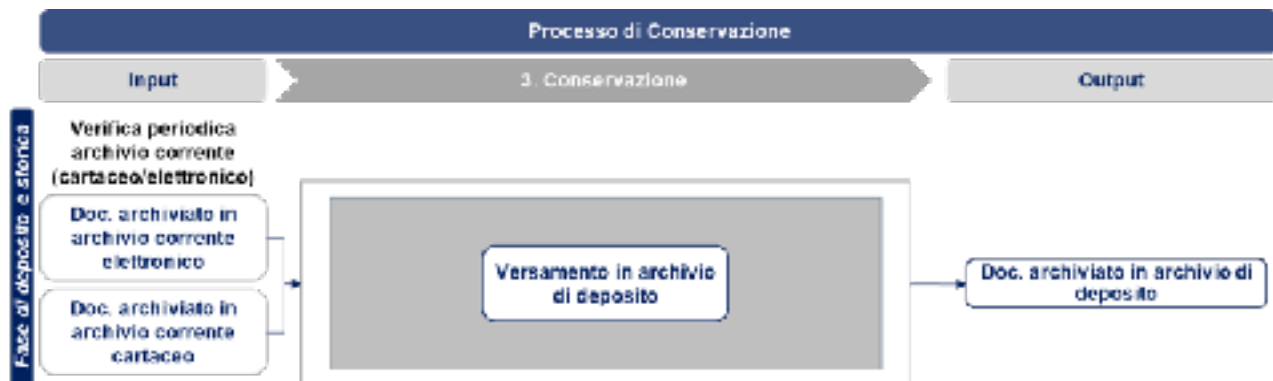 Processo di Conservazione
Input
3. Conservazione
Output
Fase di deposito e storica
Verifica periodica
archivio corrente
(cartaceo/elettronico)
Doc. archiviato in
archivio corrente
elettronico
Doc. archiviato in
archivio corrente
cartaceo
Versamento in archivio
di deposito
Doc. archiviato in archivio di
deposito